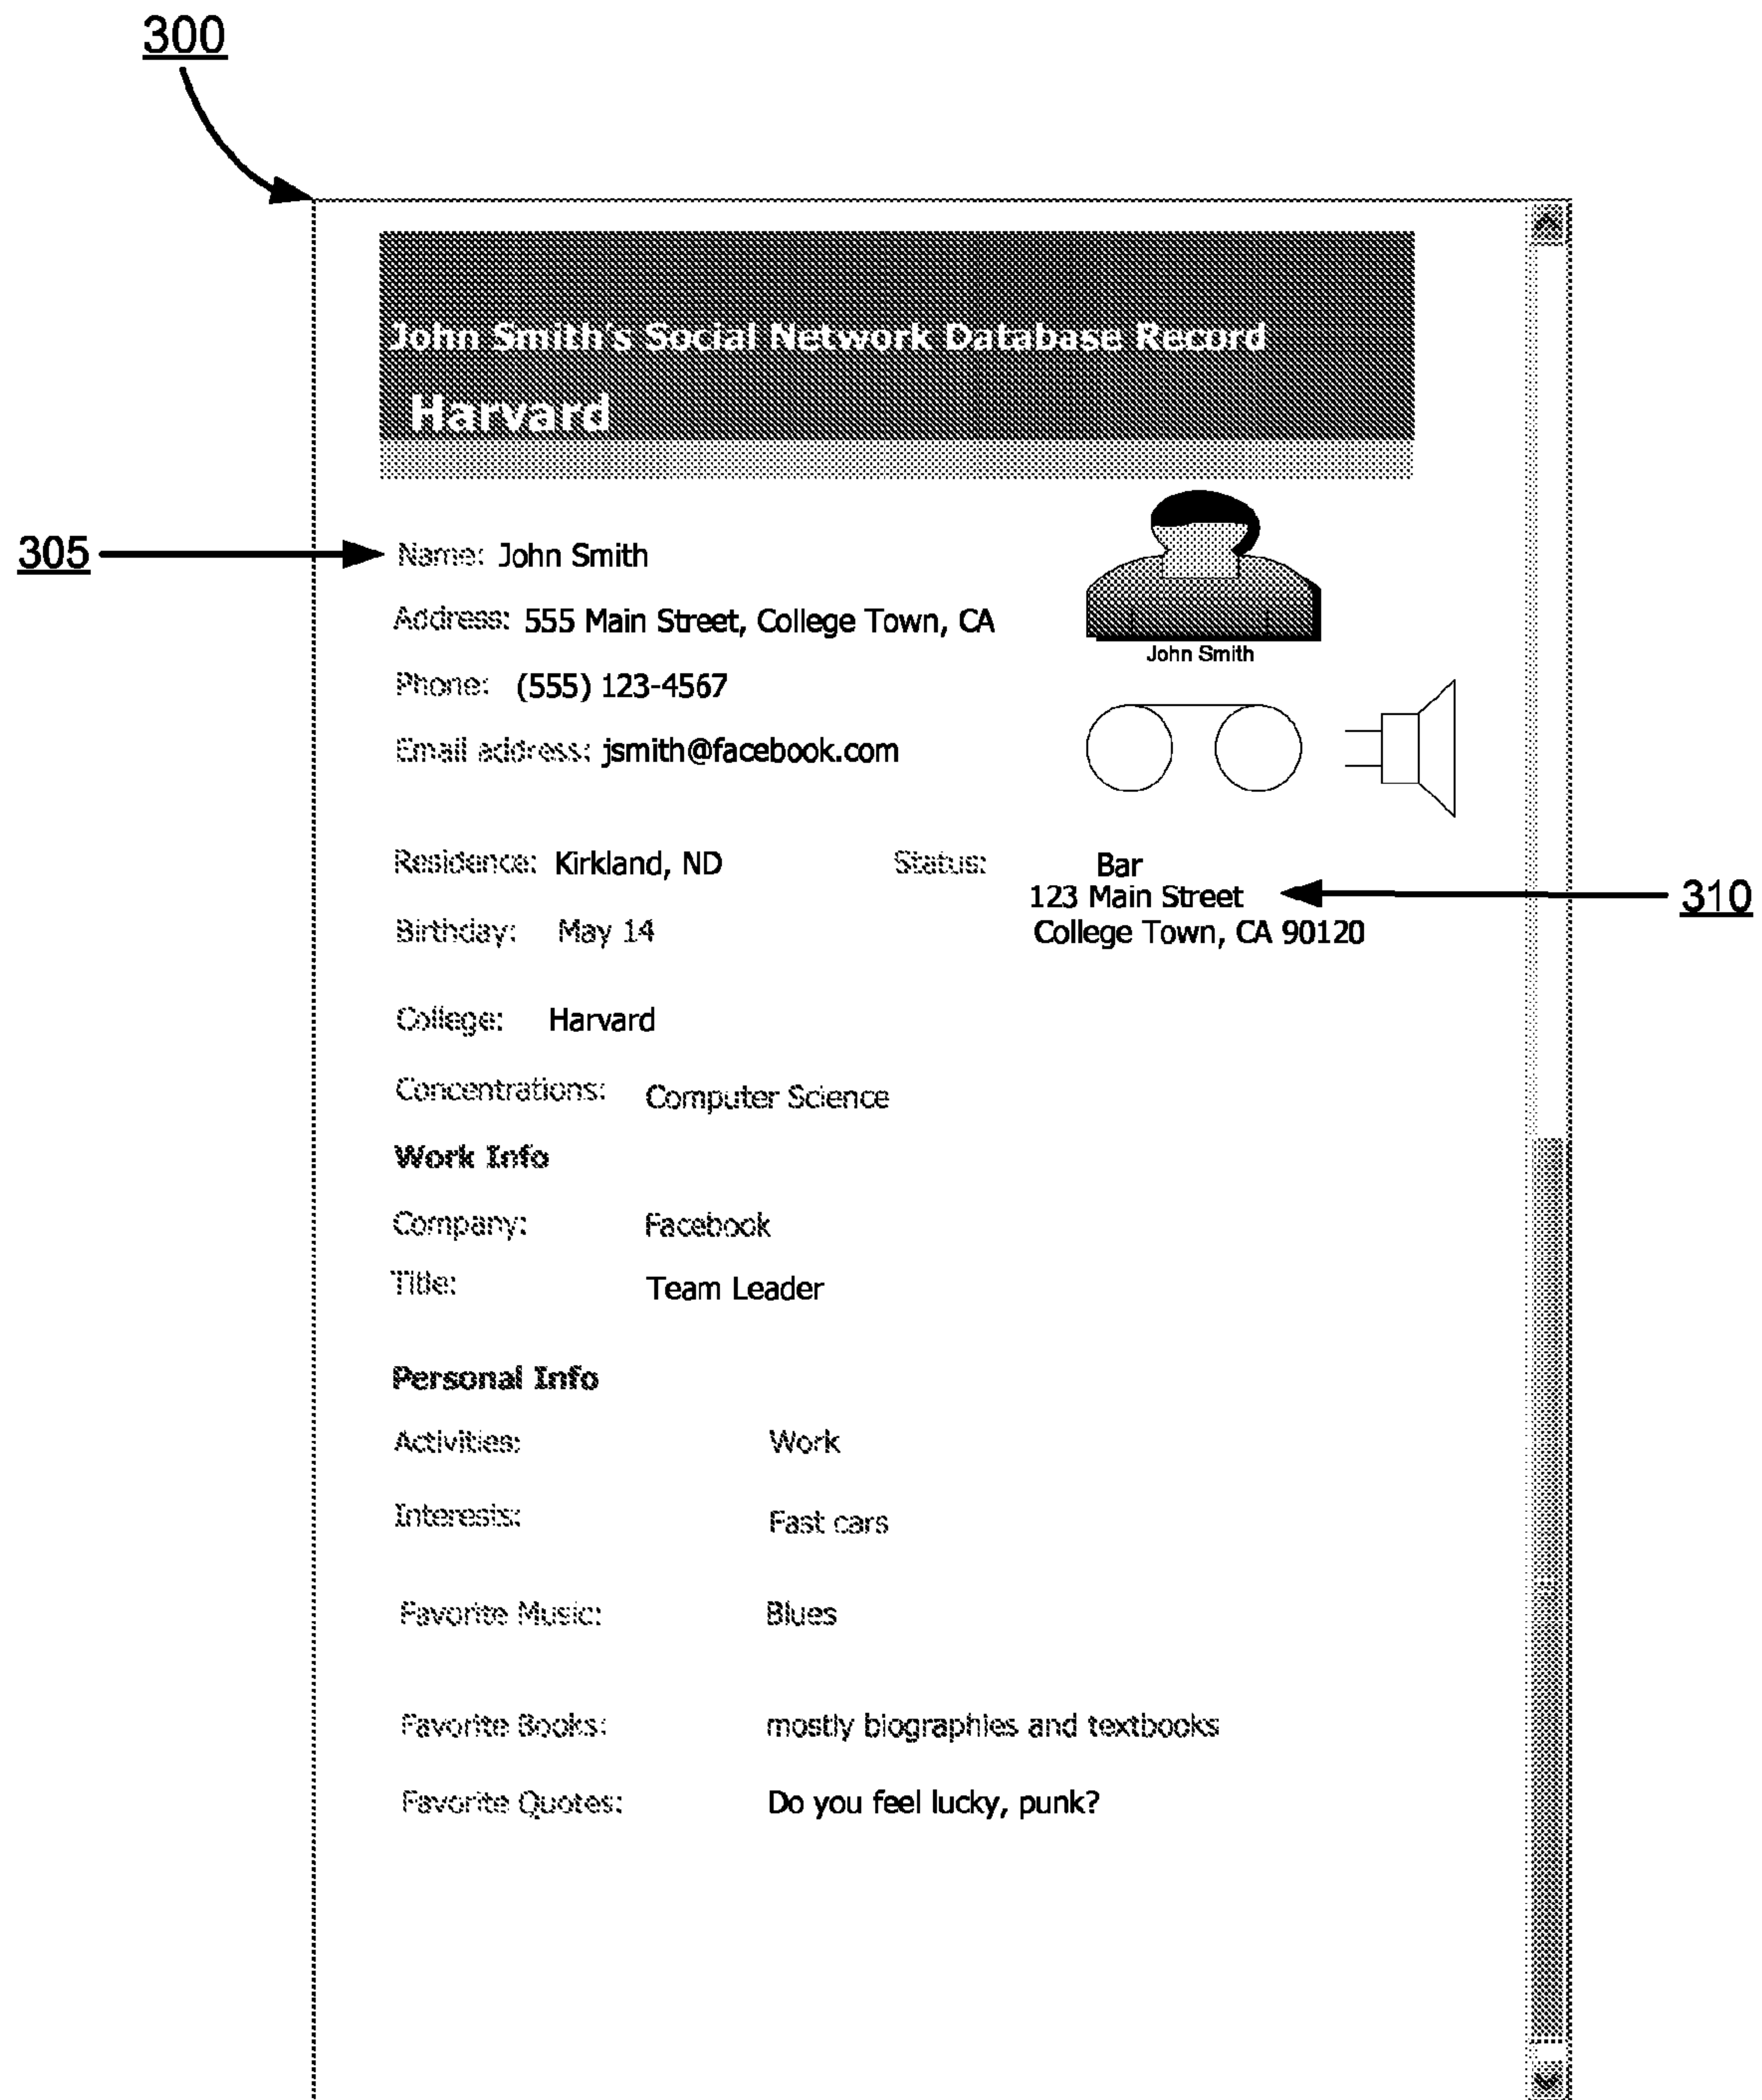 300
John Smith's Social Network Database Record
Harvard
305
Name: John Smith
Address: 555 Main Street, College Town, CA
John Smith
Phone: (555) 123-4567
Email address: jsmith@facebook.com
Residence: Kirkland, ND
Status: Bar
123 Main Street
College Town, CA 90120
310
Birthday: May 14
College: Harvard
Concentrations: Computer Science
Work Info
Company: Facebook
Title: Team Leader
Personal Info
Activities: Work
Interests: Fast cars
Favorite Music: Blues
Favorite Books: mostly biographies and textbooks
Favorite Quotes: Do you feel lucky, punk?